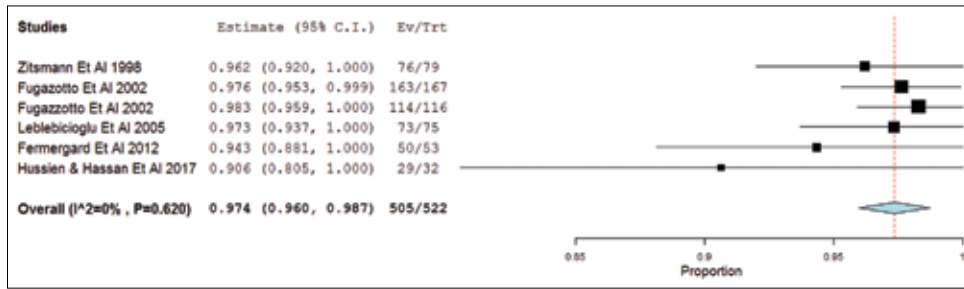 Studies Estimate (95% C.I.) Ev/Trt
Zitsmann Et Al 1998 0.962 (0.920, 1.000) 76/79
Fugazotto Et Al 2002 0.976 (0.953, 0.999) 163/167
Fugazzotto Et Al 2002 0.983 (0.959, 1.000) 114/116
Leblebicioglu Et Al 2005 0.973 (0.937, 1.000) 73/75
Fermergard Et Al 2012 0.943 (0.881, 1.000) 50/53
Hussien & Hassan Et Al 2017 0.906 (0.805, 1.000) 29/32
Overall (I^2=0% , P=0.620) 0.974 (0.960, 0.987) 505/522
0.85 0.9 0.95 1
Proportion